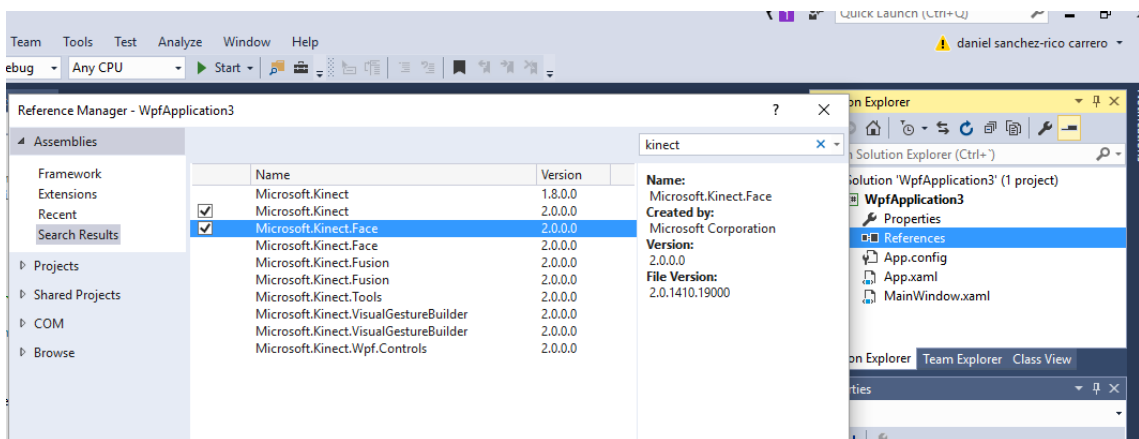 Quick Launch (Ctrl+Q)
Team Tools Test Analyze Window Help
daniel sanchez-rico carrero
ebug Any CPU Start
Reference Manager - WpfApplication3 ? on Explorer
Assemblies
kinect
Solution Explorer (Ctrl+`)
Framework
Extensions
Recent
Search Results
Projects
Shared Projects
COM
Browse
Name Version
Microsoft.Kinect 1.8.0.0
Microsoft.Kinect 2.0.0.0
Microsoft.Kinect.Face 2.0.0.0
Microsoft.Kinect.Face 2.0.0.0
Microsoft.Kinect.Fusion 2.0.0.0
Microsoft.Kinect.Fusion 2.0.0.0
Microsoft.Kinect.Tools 2.0.0.0
Microsoft.Kinect.VisualGestureBuilder 2.0.0.0
Microsoft.Kinect.VisualGestureBuilder 2.0.0.0
Microsoft.Kinect.Wpf.Controls 2.0.0.0
Name:
Microsoft.Kinect.Face
Created by:
Microsoft Corporation
Version:
2.0.0.0
File Version:
2.0.1410.19000
Solution 'WpfApplication3' (1 project)
WpfApplication3
Properties
References
App.config
App.xaml
MainWindow.xaml
on Explorer Team Explorer Class View
rties